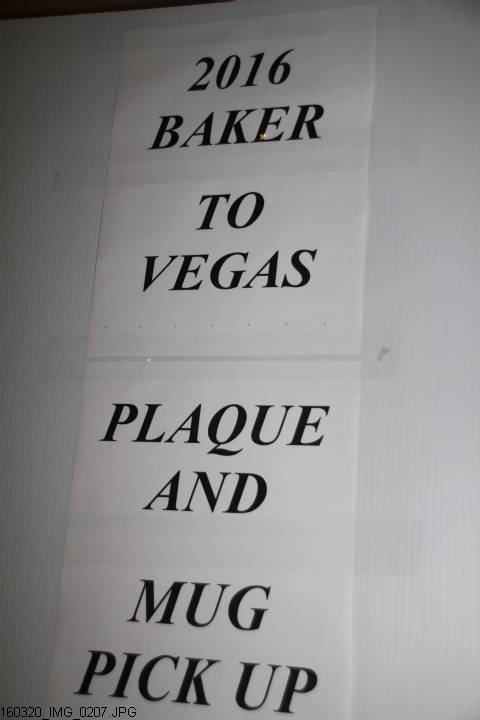 2016
BAKER
TO
VEGAS
PLAQUE
AND
MUG
PICK UP
160320_IMG_0207.JPG